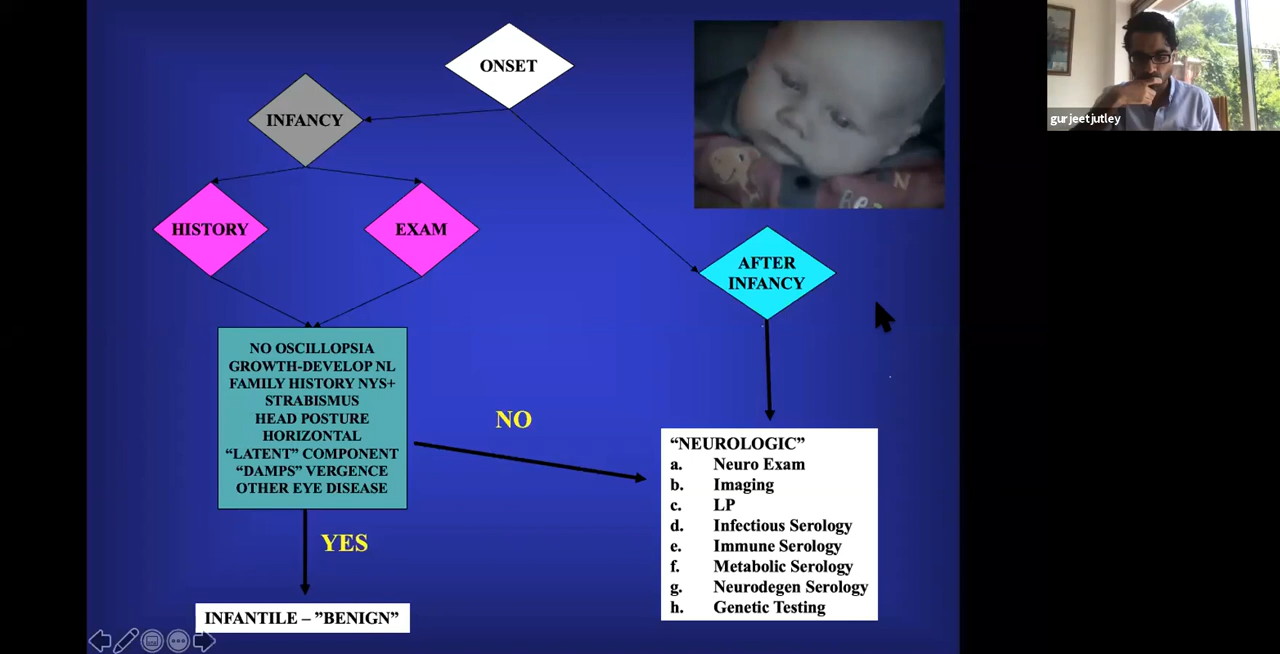 ONSET
INFANCY
HISTORY
EXAM
AFTER
INFANCY
NO OSCILLOPSIA
GROWTH-DEVELOP NL
FAMILY HISTORY NYS+
STRABISMUS
HEAD POSTURE
HORIZONTAL
“LATENT” COMPONENT
“DAMPS” VERGENCE
OTHER EYE DISEASE
NO
YES
INFANTILE – ”BENIGN”
“NEUROLOGIC”
a. Neuro Exam
b. Imaging
c. LP
d. Infectious Serology
e. Immune Serology
f. Metabolic Serology
g. Neurodegen Serology
h. Genetic Testing
gurjeetjutley